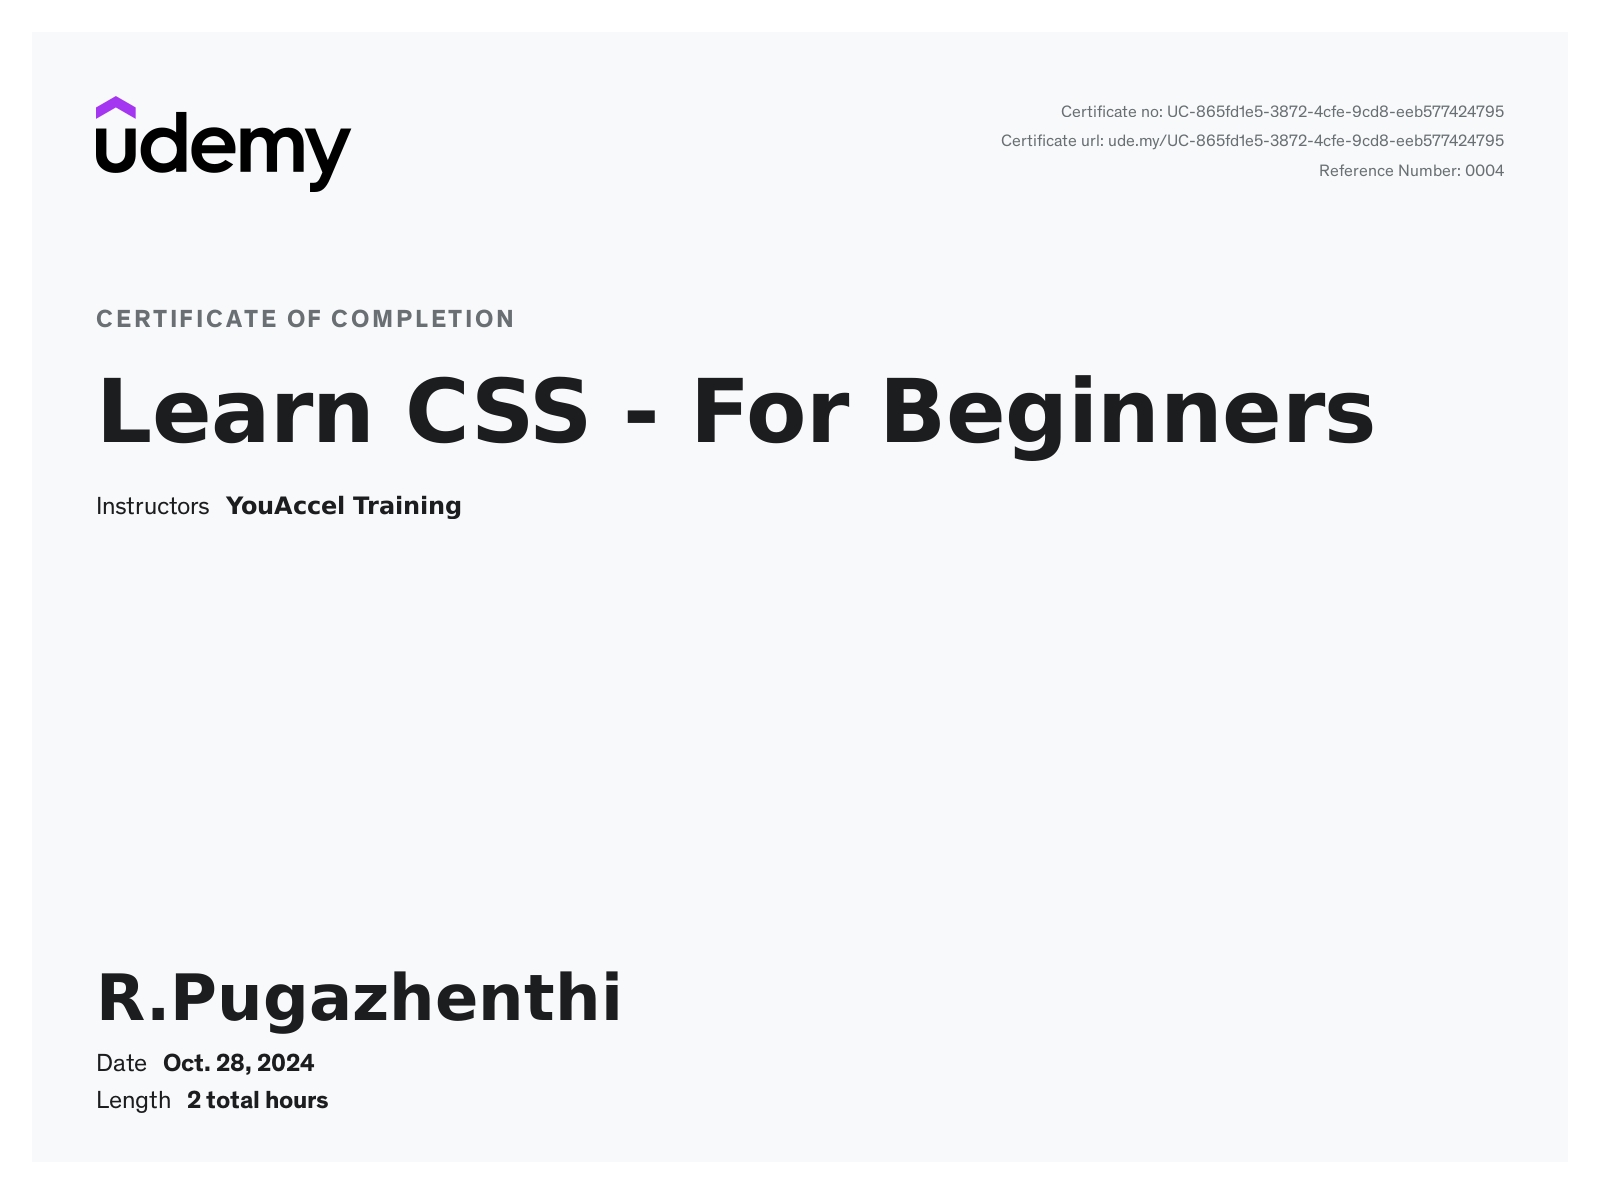 udemy
Certificate no: UC-865fd1e5-3872-4cfe-9cd8-eeb577424795
Certificate url: ude.my/UC-865fd1e5-3872-4cfe-9cd8-eeb577424795
Reference Number: 0004
CERTIFICATE OF COMPLETION
Learn CSS - For Beginners
Instructors YouAccel Training
R.Pugazhenthi
Date Oct. 28, 2024
Length 2 total hours